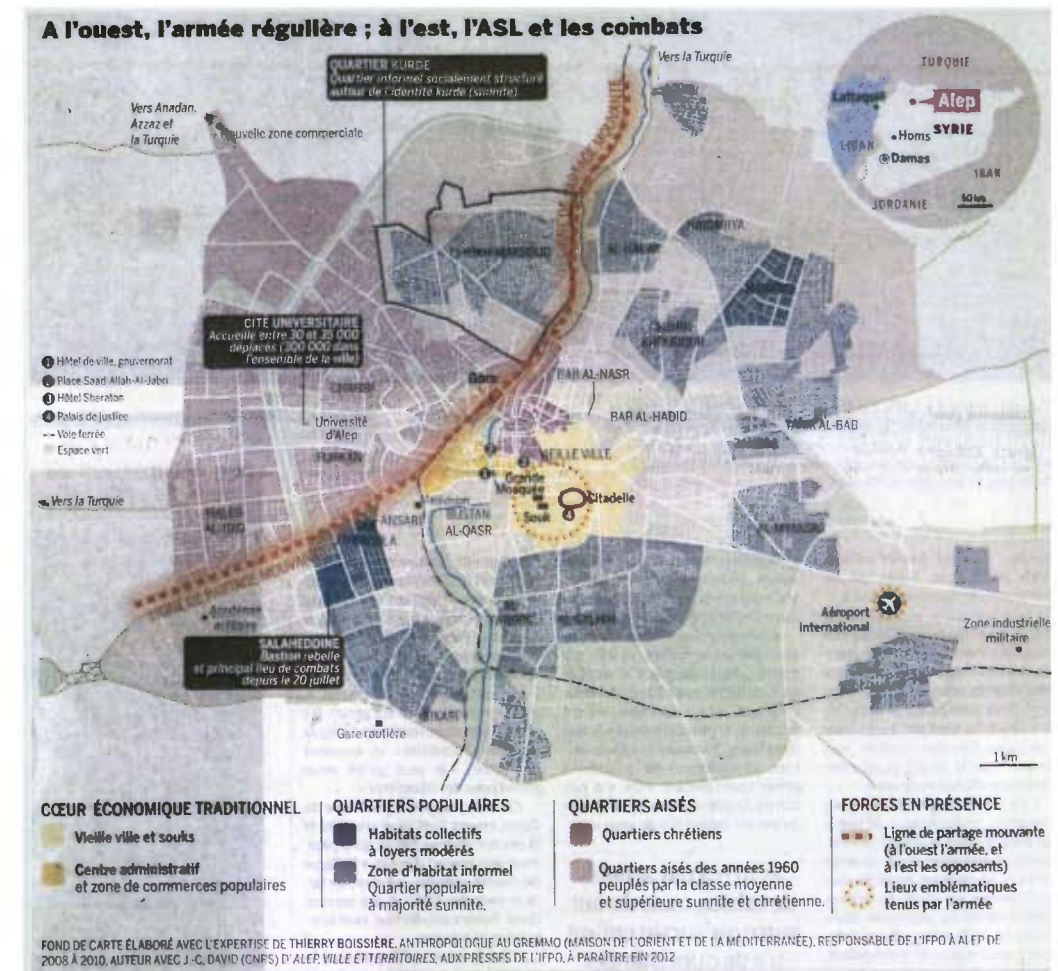 A l'ouest, l'armée régulière ; à l'est, l'ASL et les combats
QUARTIER KURDE
Quartier informel socialement structuré
autour de l'identité kurde (sunnite)
Vers la Turquie
Vers Anadan,
Azzaz et
la Turquie
Nouvelle zone commerciale
TURQUIE
Lattaquié
Alep
SYRIE
Homs
LIBAN
Damas
IRAK
JORDANIE
50 km
CITÉ UNIVERSITAIRE
Accueille entre 30 et 35 000
déplacés (300 000 dans
l'ensemble de la ville)
❶ Hôtel de ville, gouvernorat
❷ Place Saad-Allah-Al-Jabri
❸ Hôtel Sheraton
❹ Palais de justice
Voie ferrée
Espace vert
Gare
BAB AL-NASR
BAB AL-HADID
Université
d'Alep
FURKAN
AL-BAB
VIEILLE VILLE
Grande
Mosquée
Souk
Citadelle
Vers la Turquie
ANSARI
BUSTAN
AL-QASR
Académie
militaire
Aéroport
international
Zone industrielle
militaire
SALAHEDDINE
Bastion rebelle
et principal lieu de combats
depuis le 20 juillet
Gare routière
1 km
CŒUR ÉCONOMIQUE TRADITIONNEL
Vieille ville et souks
Centre administratif
et zone de commerces populaires
QUARTIERS POPULAIRES
Habitats collectifs
à loyers modérés
Zone d'habitat informel
Quartier populaire
à majorité sunnite.
QUARTIERS AISÉS
Quartiers chrétiens
Quartiers aisés des années 1960
peuplés par la classe moyenne
et supérieure sunnite et chrétienne.
FORCES EN PRÉSENCE
Ligne de partage mouvante
(à l'ouest l'armée, et
à l'est les opposants)
Lieux emblématiques
tenus par l'armée
FOND DE CARTE ÉLABORÉ AVEC L'EXPERTISE DE THIERRY BOISSIÈRE, ANTHROPOLOGUE AU GREMMO (MAISON DE L'ORIENT ET DE LA MÉDITERRANÉE), RESPONSABLE DE L'IFPO À ALEP DE
2008 À 2010, AUTEUR AVEC J.-C. DAVID (CNRS) D'ALEP, VILLE ET TERRITOIRES, AUX PRESSES DE L'IFPO, À PARAÎTRE FIN 2012